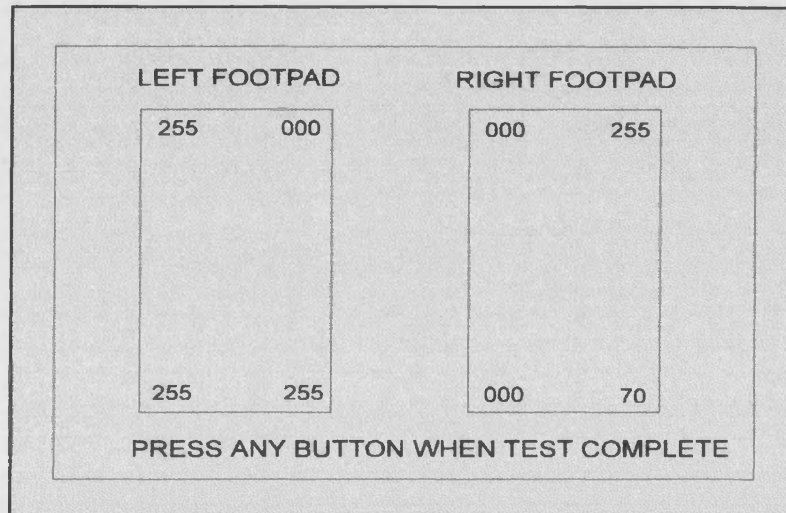 LEFT FOOTPAD RIGHT FOOTPAD
255 000 000 255
255 255 000 70
PRESS ANY BUTTON WHEN TEST COMPLETE